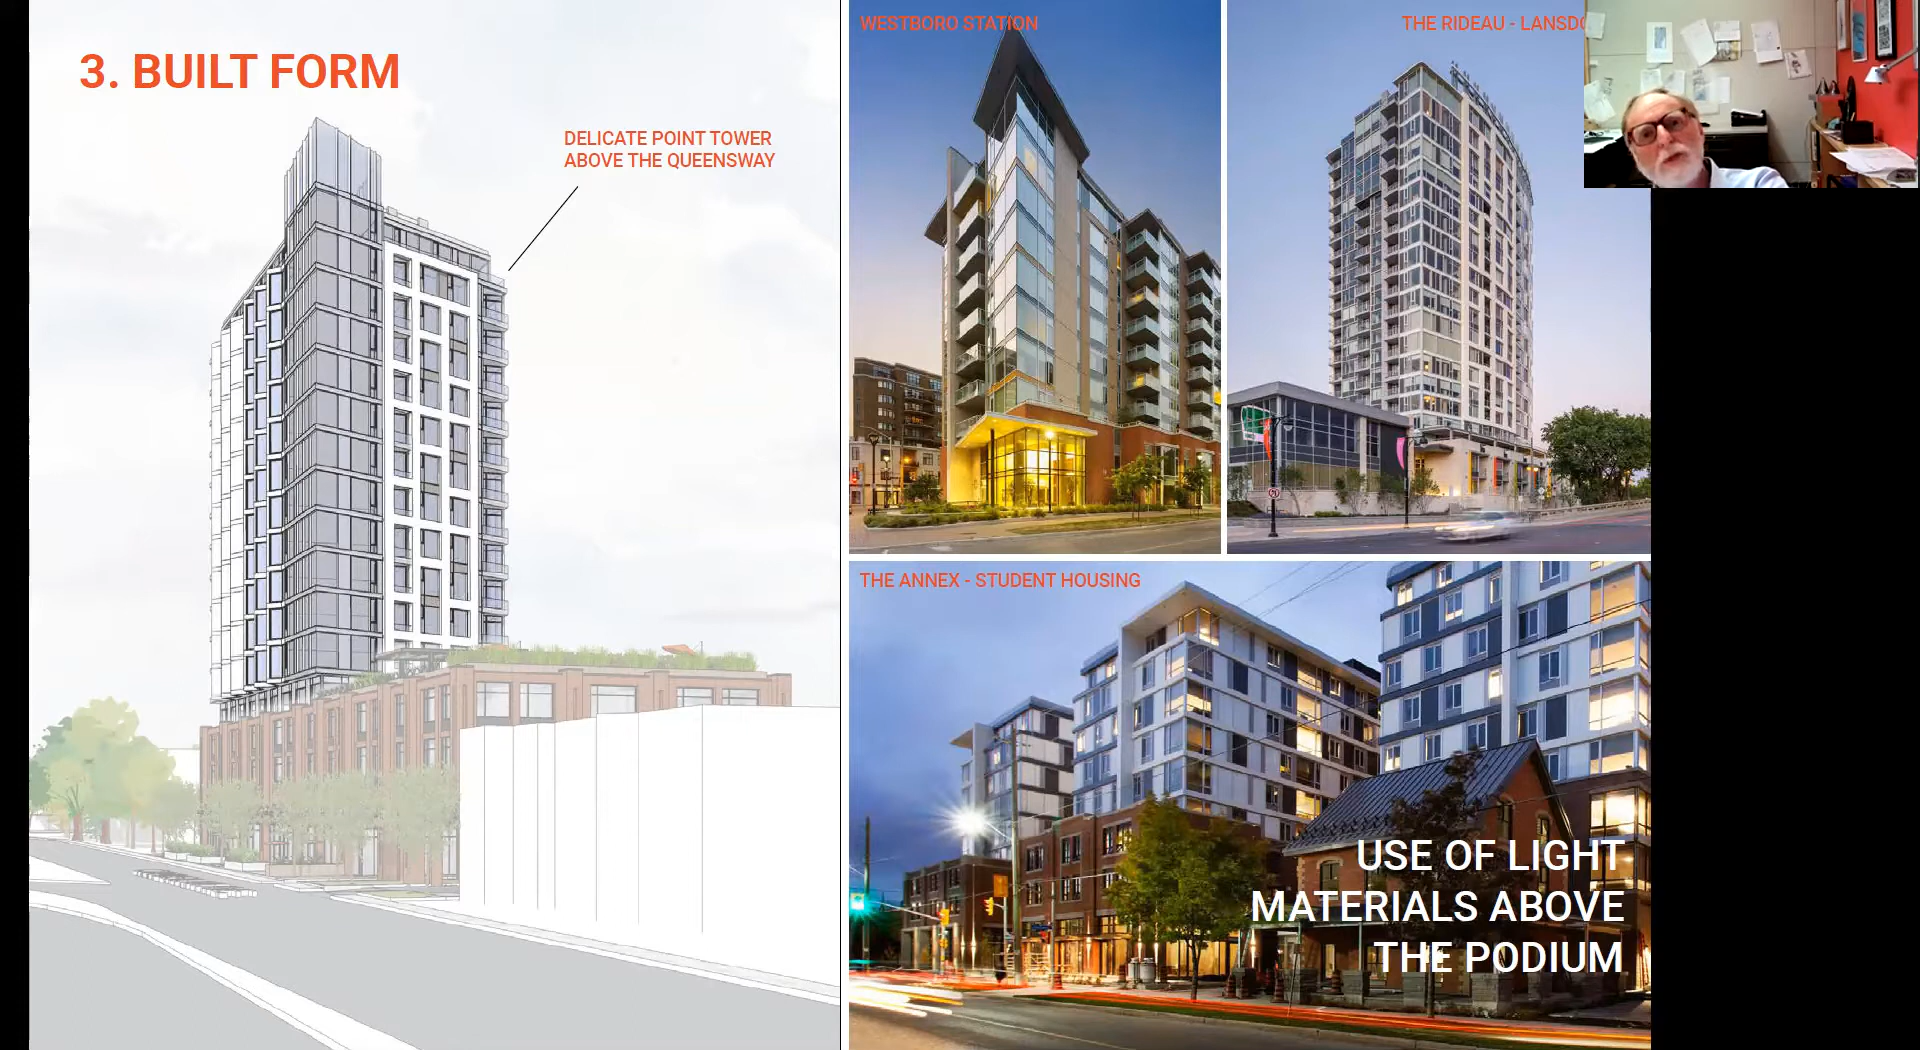 3. BUILT FORM
DELICATE POINT TOWER
ABOVE THE QUEENSWAY
WESTBORO STATION
THE RIDEAU - LANSDO
THE ANNEX - STUDENT HOUSING
USE OF LIGHT
MATERIALS ABOVE
THE PODIUM